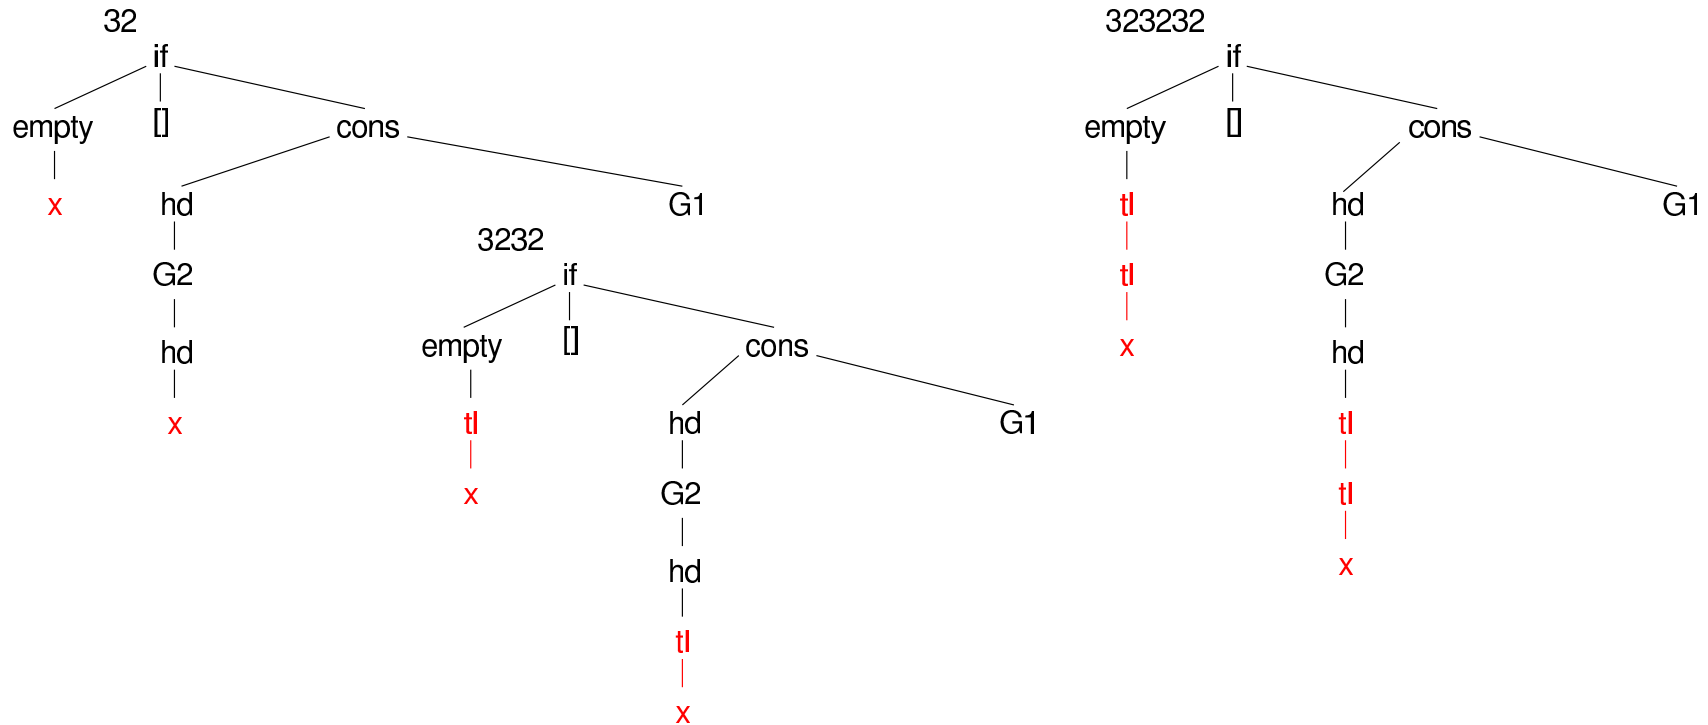 32
if
empty [] cons
x hd G1
G2
hd
x
3232
if
empty [] cons
tl hd G1
x G2
hd
tl
x
323232
if
empty [] cons
tl hd G1
tl G2
x hd
tl
tl
x